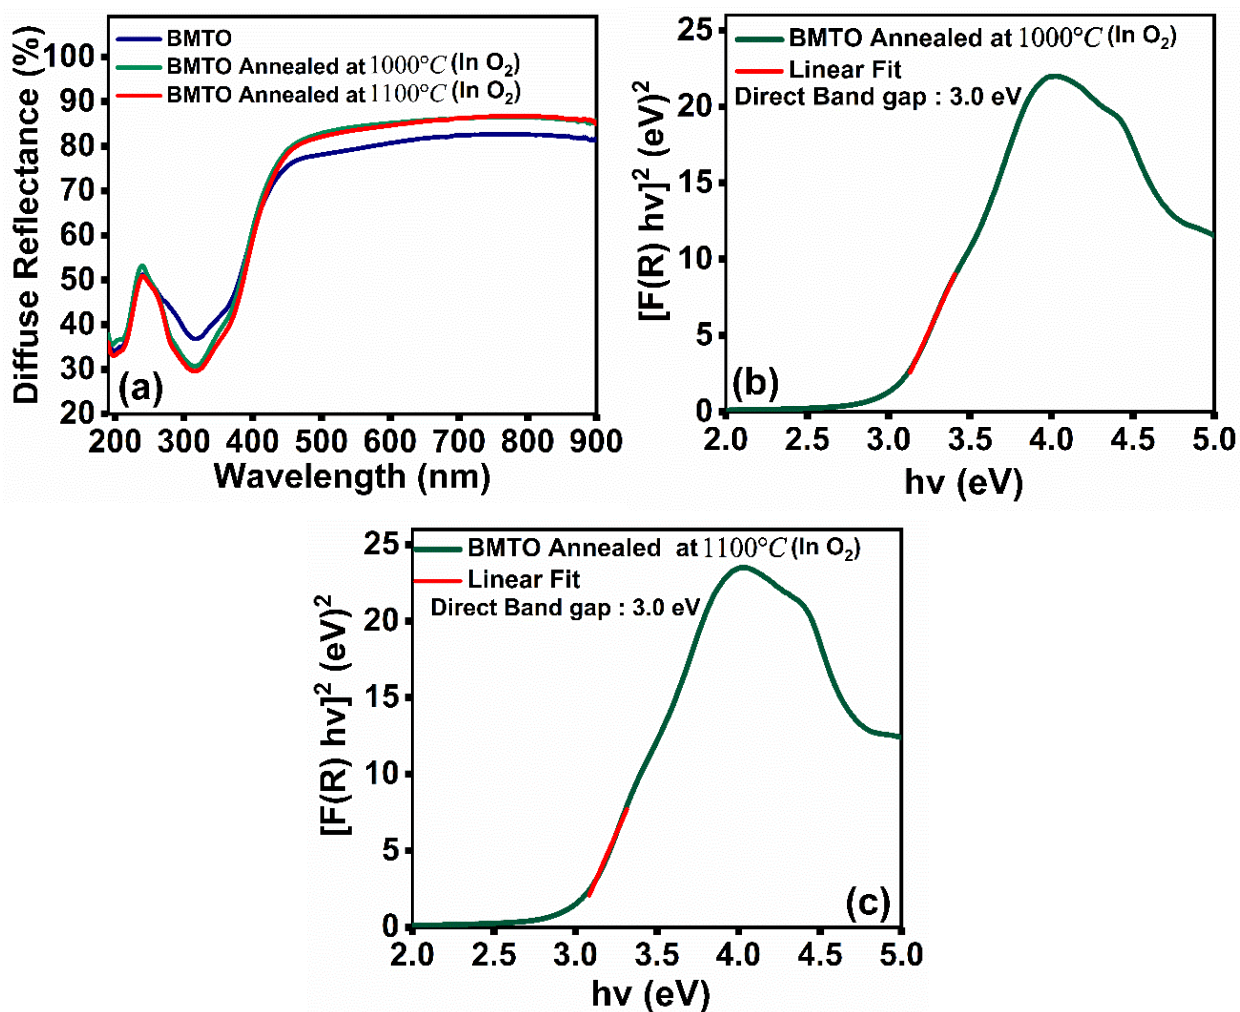 BMTO
BMTO Annealed at 1000°C (In O₂)
BMTO Annealed at 1100°C (In O₂)
Diffuse Reflectance (%)
100
90
80
70
60
50
40
30
20
(a)
200 300 400 500 600 700 800 900
Wavelength (nm)
BMTO Annealed at 1000°C (In O₂)
Linear Fit
Direct Band gap : 3.0 eV
[F(R) hν]² (eV)²
25
20
15
10
5
0
(b)
2.0 2.5 3.0 3.5 4.0 4.5 5.0
hν (eV)
BMTO Annealed at 1100°C (In O₂)
Linear Fit
Direct Band gap : 3.0 eV
[F(R) hν]² (eV)²
25
20
15
10
5
0
(c)
2.0 2.5 3.0 3.5 4.0 4.5 5.0
hν (eV)